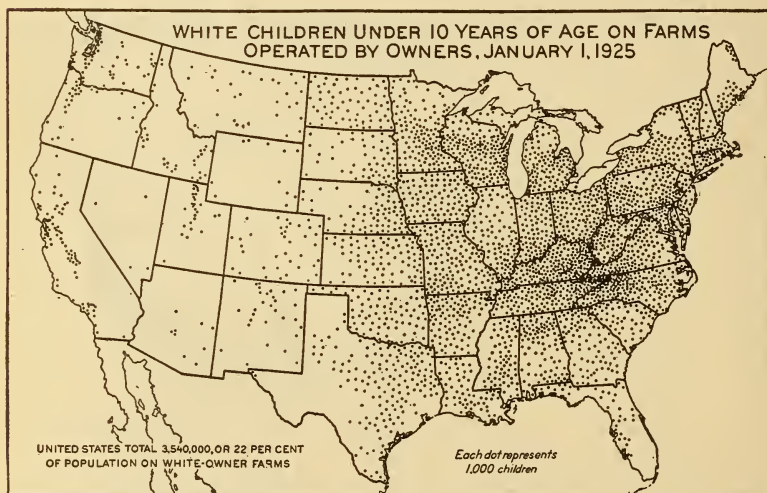 WHITE CHILDREN UNDER 10 YEARS OF AGE ON FARMS
OPERATED BY OWNERS, JANUARY 1, 1925
UNITED STATES TOTAL 3,540,000, OR 22 PER CENT
OF POPULATION ON WHITE-OWNER FARMS
Each dot represents
1,000 children